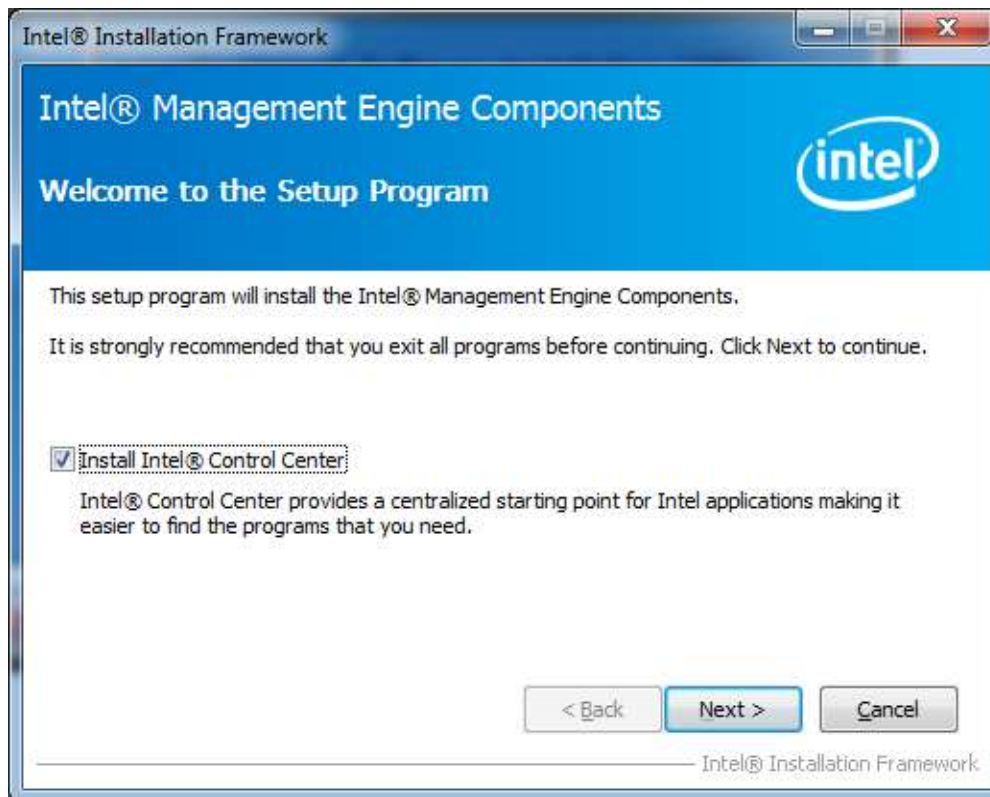 Intel® Installation Framework
Intel® Management Engine Components
intel
Welcome to the Setup Program
This setup program will install the Intel® Management Engine Components.
It is strongly recommended that you exit all programs before continuing. Click Next to continue.
Install Intel® Control Center
Intel® Control Center provides a centralized starting point for Intel applications making it
easier to find the programs that you need.
< Back Next > Cancel
Intel® Installation Framework